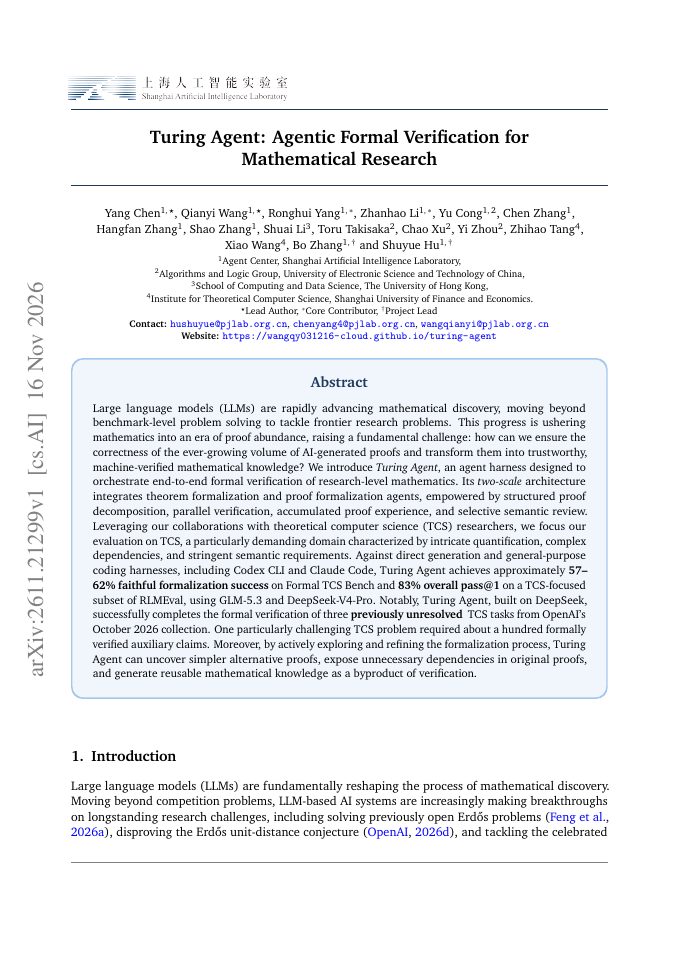 上海人工智能实验室
Shanghai Artificial Intelligence Laboratory
Turing Agent: Agentic Formal Verification for
Mathematical Research
Yang Chen1,⋆, Qianyi Wang1,⋆, Ronghui Yang1,∗, Zhanhao Li1,∗, Yu Cong1,2, Chen Zhang1,
Hangfan Zhang1, Shao Zhang1, Shuai Li3, Toru Takisaka2, Chao Xu2, Yi Zhou2, Zhihao Tang4,
Xiao Wang4, Bo Zhang1,† and Shuyue Hu1,†
1Agent Center, Shanghai Artificial Intelligence Laboratory,
2Algorithms and Logic Group, University of Electronic Science and Technology of China,
3School of Computing and Data Science, The University of Hong Kong,
4Institute for Theoretical Computer Science, Shanghai University of Finance and Economics.
⋆Lead Author, ∗Core Contributor, †Project Lead
Contact: hushuyue@pjlab.org.cn, chenyang4@pjlab.org.cn, wangqianyi@pjlab.org.cn
Website: https://wangqy031216-cloud.github.io/turing-agent
arXiv:2611.21299v1 [cs.AI] 16 Nov 2026
Abstract
Large language models (LLMs) are rapidly advancing mathematical discovery, moving beyond
benchmark-level problem solving to tackle frontier research problems. This progress is ushering
mathematics into an era of proof abundance, raising a fundamental challenge: how can we ensure the
correctness of the ever-growing volume of AI-generated proofs and transform them into trustworthy,
machine-verified mathematical knowledge? We introduce Turing Agent, an agent harness designed to
orchestrate end-to-end formal verification of research-level mathematics. Its two-scale architecture
integrates theorem formalization and proof formalization agents, empowered by structured proof
decomposition, parallel verification, accumulated proof experience, and selective semantic review.
Leveraging our collaborations with theoretical computer science (TCS) researchers, we focus our
evaluation on TCS, a particularly demanding domain characterized by intricate quantification, complex
dependencies, and stringent semantic requirements. Against direct generation and general-purpose
coding harnesses, including Codex CLI and Claude Code, Turing Agent achieves approximately 57–
62% faithful formalization success on Formal TCS Bench and 83% overall pass@1 on a TCS-focused
subset of RLMEval, using GLM-5.3 and DeepSeek-V4-Pro. Notably, Turing Agent, built on DeepSeek,
successfully completes the formal verification of three previously unresolved TCS tasks from OpenAI's
October 2026 collection. One particularly challenging TCS problem required about a hundred formally
verified auxiliary claims. Moreover, by actively exploring and refining the formalization process, Turing
Agent can uncover simpler alternative proofs, expose unnecessary dependencies in original proofs,
and generate reusable mathematical knowledge as a byproduct of verification.
1. Introduction
Large language models (LLMs) are fundamentally reshaping the process of mathematical discovery.
Moving beyond competition problems, LLM-based AI systems are increasingly making breakthroughs
on longstanding research challenges, including solving previously open Erdős problems (Feng et al.,
2026a), disproving the Erdős unit-distance conjecture (OpenAI, 2026d), and tackling the celebrated